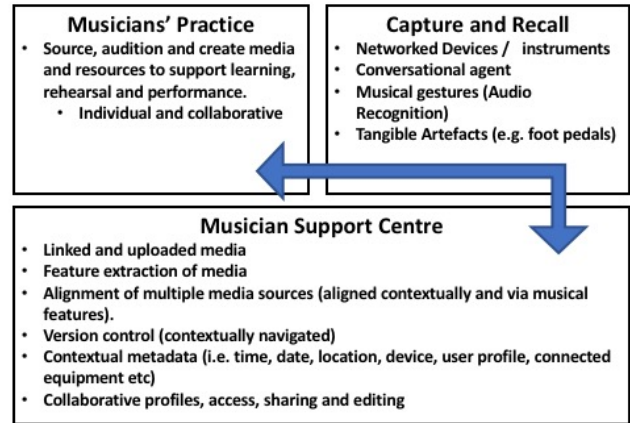 Musicians' Practice
• Source, audition and create media
and resources to support learning,
rehearsal and performance.
• Individual and collaborative
Capture and Recall
• Networked Devices / instruments
• Conversational agent
• Musical gestures (Audio
Recognition)
• Tangible Artefacts (e.g. foot pedals)
Musician Support Centre
• Linked and uploaded media
• Feature extraction of media
• Alignment of multiple media sources (aligned contextually and via musical
features).
• Version control (contextually navigated)
• Contextual metadata (i.e. time, date, location, device, user profile, connected
equipment etc)
• Collaborative profiles, access, sharing and editing